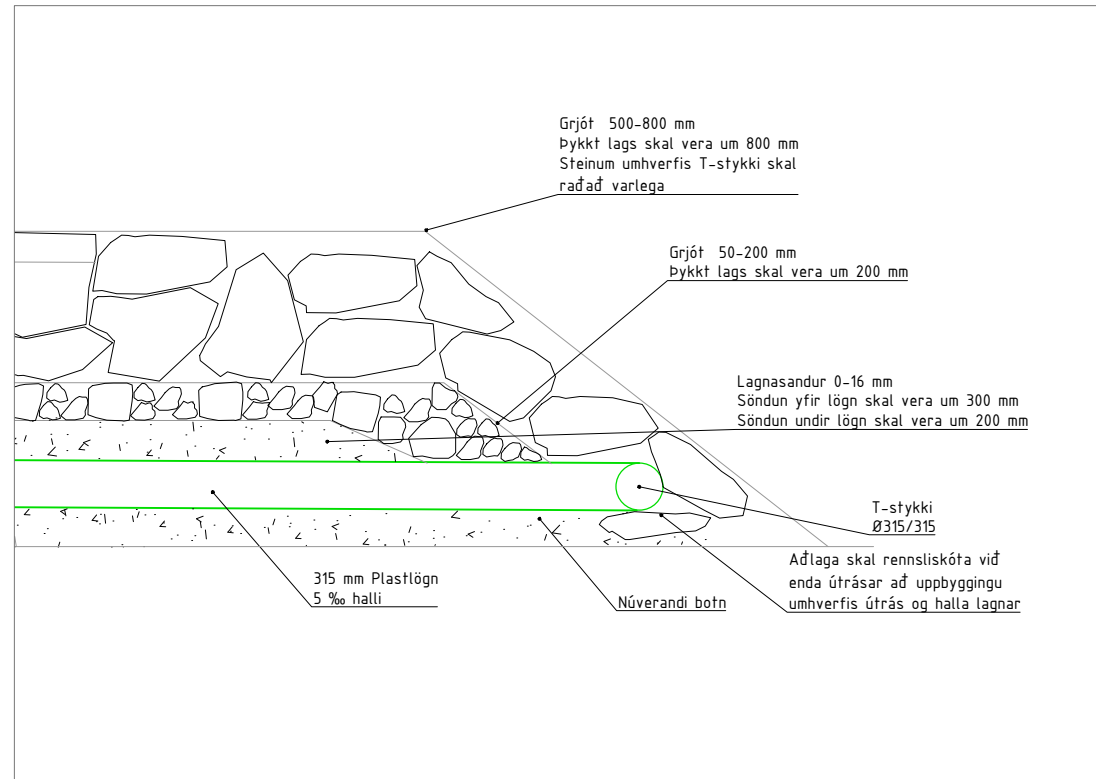 Grjót 500-800 mm
Þykkt lags skal vera um 800 mm
Steinum umhverfis T-stykki skal
raðað varlega
Grjót 50-200 mm
Þykkt lags skal vera um 200 mm
Lagnasandur 0-16 mm
Söndun yfir lögn skal vera um 300 mm
Söndun undir lögn skal vera um 200 mm
T-stykki
Ø315/315
Aðlaga skal rennsliskóta við
enda útrásar að uppbyggingu
umhverfis útrás og halla lagnar
315 mm Plastlögn
5 ‰ halli
Núverandi botn